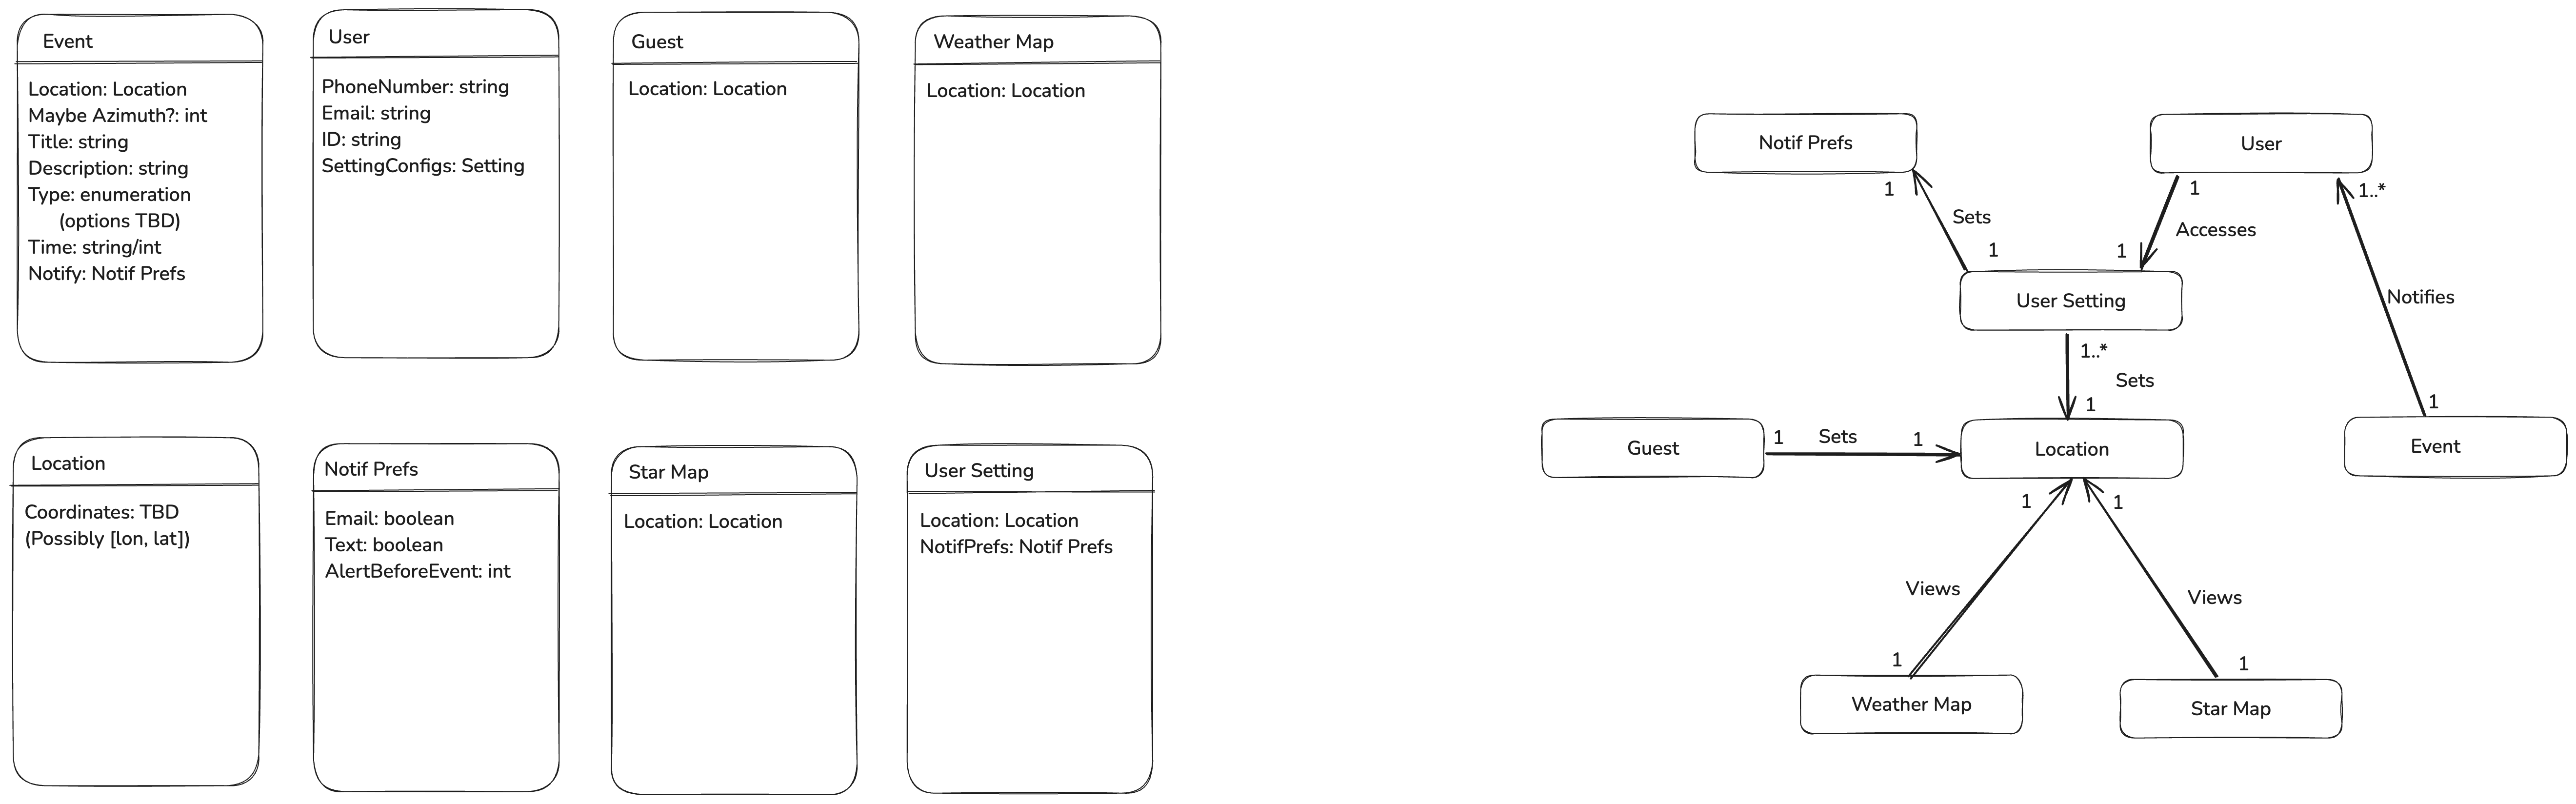 Event
Location: Location
Maybe Azimuth?: int
Title: string
Description: string
Type: enumeration
(options TBD)
Time: string/int
Notify: Notif Prefs
User
PhoneNumber: string
Email: string
ID: string
SettingConfigs: Setting
Guest
Location: Location
Weather Map
Location: Location
Location
Coordinates: TBD
(Possibly [lon, lat])
Notif Prefs
Email: boolean
Text: boolean
AlertBeforeEvent: int
Star Map
Location: Location
User Setting
Location: Location
NotifPrefs: Notif Prefs
Notif Prefs
User
1
Sets
1
1
Accesses
1
1..*
Notifies
1
User Setting
1..*
Sets
1
Guest
1
Sets
1
Location
Event
1
Views
1
1
Views
1
Weather Map
Star Map